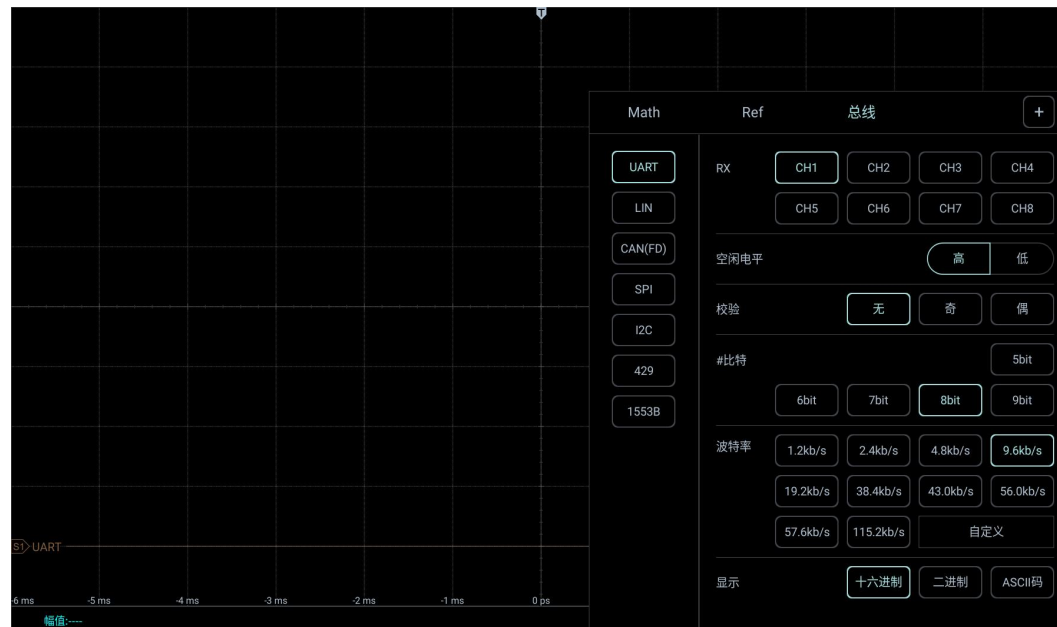 T
Math Ref 总线 +
UART
LIN
CAN(FD)
SPI
I2C
429
1553B
RX CH1 CH2 CH3 CH4
CH5 CH6 CH7 CH8
空闲电平 高 低
校验 无 奇 偶
#比特 5bit
6bit 7bit 8bit 9bit
波特率 1.2kb/s 2.4kb/s 4.8kb/s 9.6kb/s
19.2kb/s 38.4kb/s 43.0kb/s 56.0kb/s
57.6kb/s 115.2kb/s 自定义
显示 十六进制 二进制 ASCII码
S1 UART
-6 ms -5 ms -4 ms -3 ms -2 ms -1 ms 0 ps
幅值:----